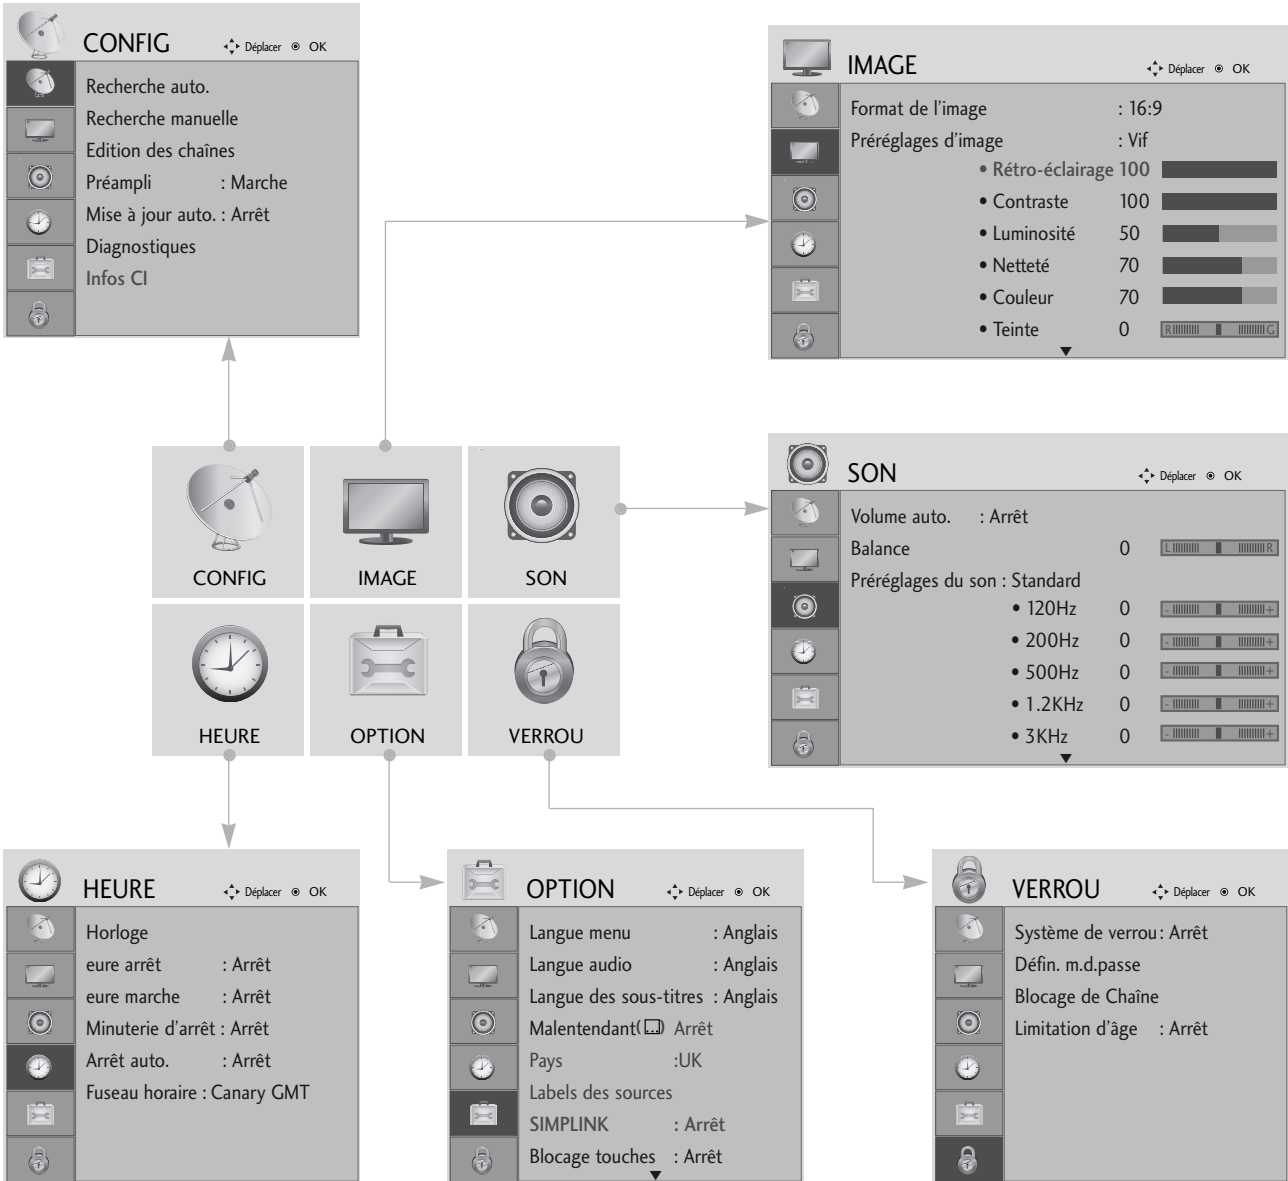 CONFIG
Déplacer OK
Recherche auto.
Recherche manuelle
Edition des chaînes
Préampli : Marche
Mise à jour auto. : Arrêt
Diagnostiques
Infos CI
IMAGE
Déplacer OK
Format de l'image : 16:9
Préréglages d'image : Vif
• Rétro-éclairage 100
• Contraste 100
• Luminosité 50
• Netteté 70
• Couleur 70
• Teinte 0 R G
CONFIG
IMAGE
SON
HEURE
OPTION
VERROU
SON
Déplacer OK
Volume auto. : Arrêt
Balance 0 L R
Préréglages du son : Standard
• 120Hz 0 - +
• 200Hz 0 - +
• 500Hz 0 - +
• 1.2KHz 0 - +
• 3KHz 0 - +
HEURE
Déplacer OK
Horloge
eure arrêt : Arrêt
eure marche : Arrêt
Minuterie d'arrêt : Arrêt
Arrêt auto. : Arrêt
Fuseau horaire : Canary GMT
OPTION
Déplacer OK
Langue menu : Anglais
Langue audio : Anglais
Langue des sous-titres : Anglais
Malentendant( ) Arrêt
Pays :UK
Labels des sources
SIMPLINK : Arrêt
Blocage touches : Arrêt
VERROU
Déplacer OK
Système de verrou : Arrêt
Défin. m.d.passe
Blocage de Chaîne
Limitation d'âge : Arrêt